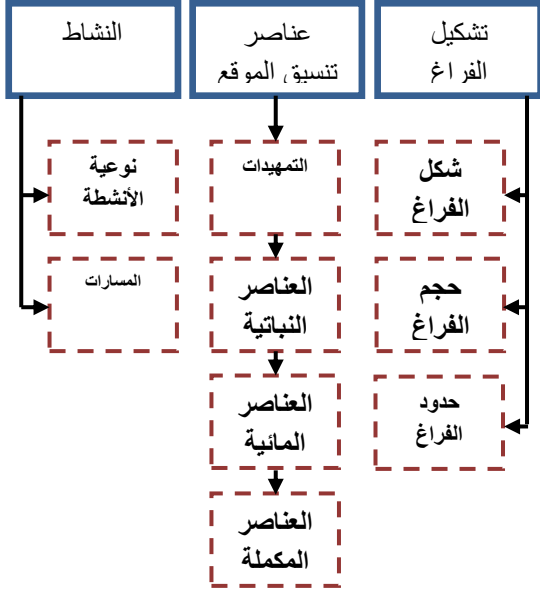 تشكيل
الفراغ
عناصر
تنسيق الموقع
النشاط
شكل
الفراغ
حجم
الفراغ
حدود
الفراغ
التمهيدات
العناصر
النباتية
العناصر
المائية
العناصر
المكملة
نوعية
الأنشطة
المسارات